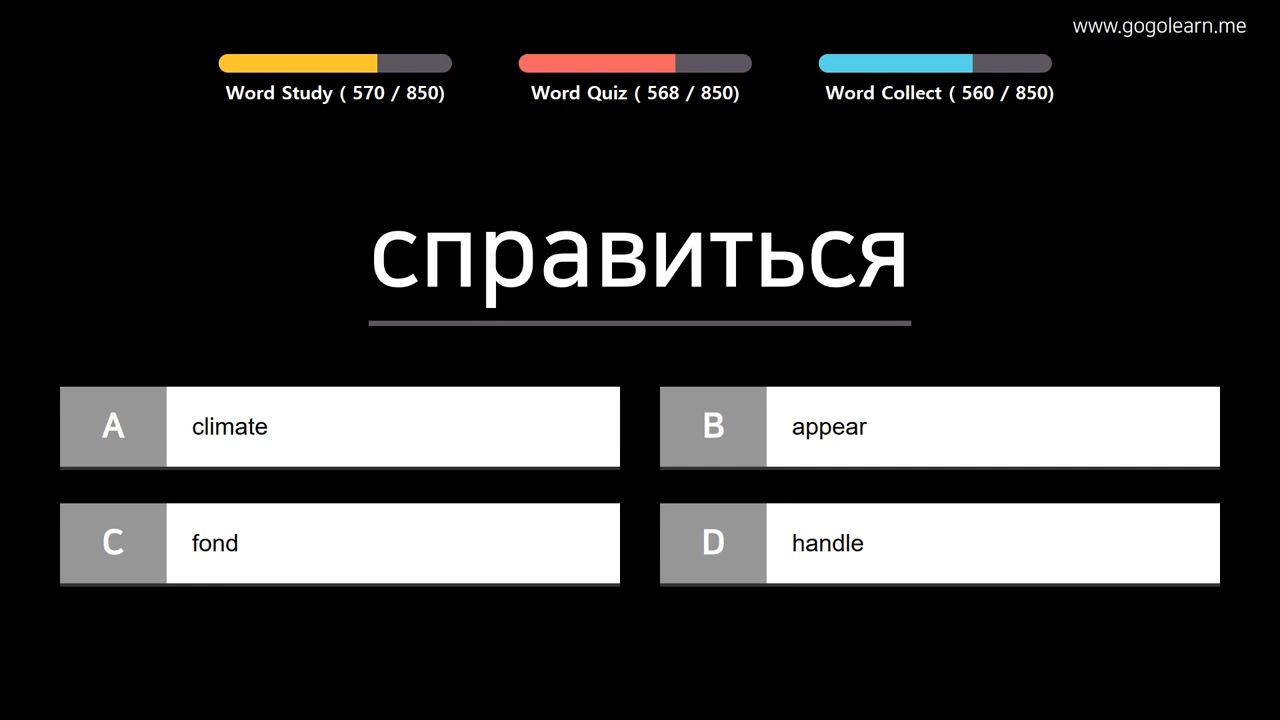 www.gogolearn.me
Word Study ( 570 / 850)
Word Quiz ( 568 / 850)
Word Collect ( 560 / 850)
справиться
A climate
B appear
C fond
D handle